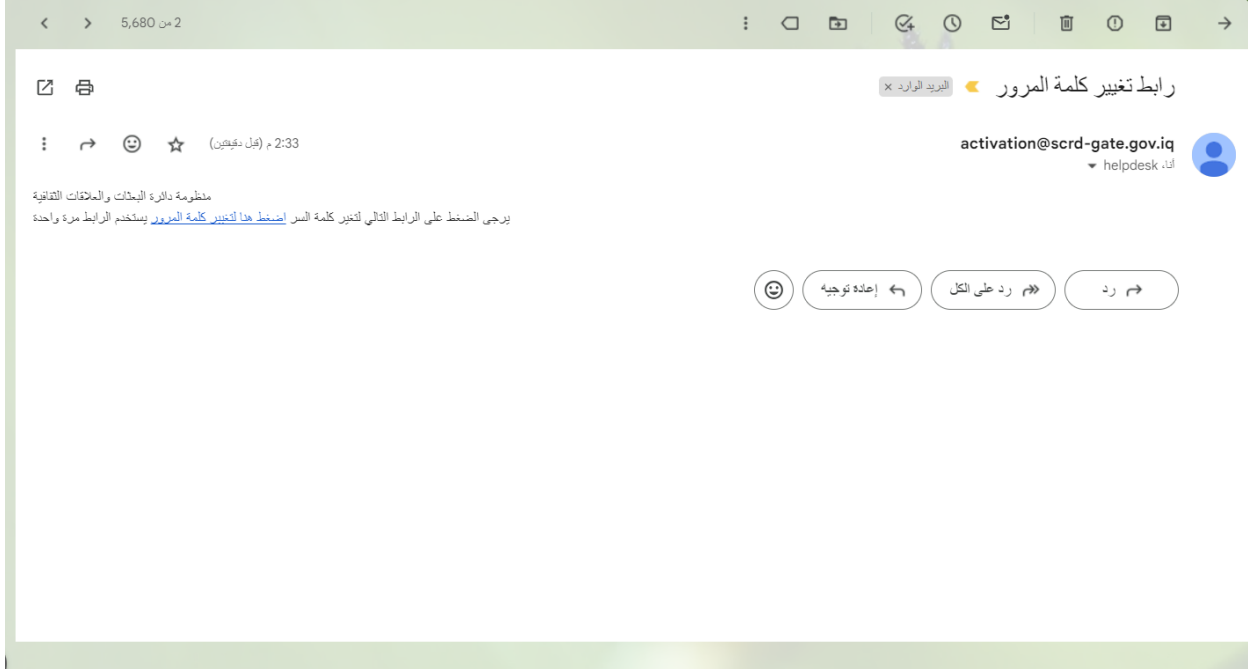 2 من 5,680
رابط تغيير كلمة المرور
البريد الوارد ×
activation@scrd-gate.gov.iq
2:33 م (قبل دقيقتين)
أنا، helpdesk
منظومة دائرة البعثات والعلاقات الثقافية
يرجى الضغط على الرابط التالي لتغير كلمة السر اضغط هنا لتغيير كلمة المرور يستخدم الرابط مرة واحدة
رد
رد على الكل
إعادة توجيه